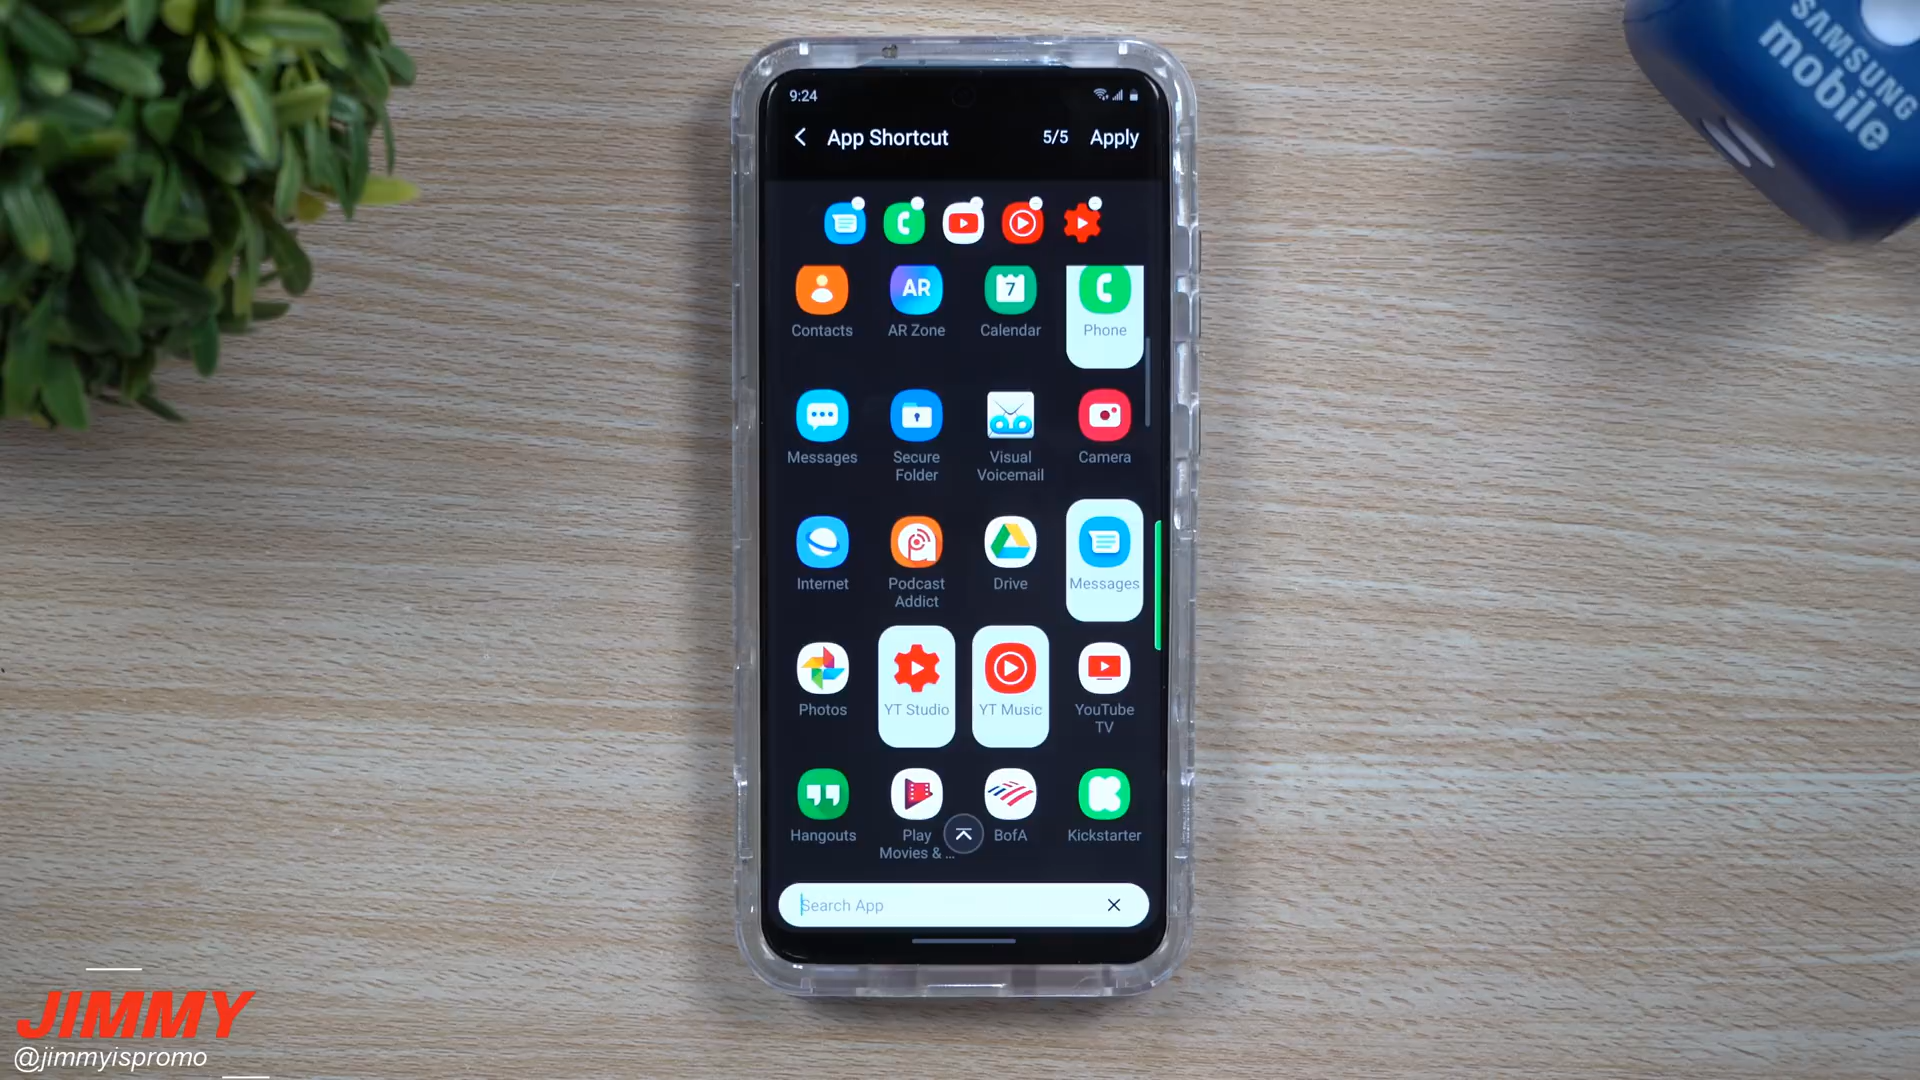 SAMSUNG
mobile
9:24
App Shortcut 5/5 Apply
Contacts AR Zone Calendar Phone
AR
7
Messages Secure Folder Visual Voicemail Camera
Internet Podcast Addict Drive Messages
Photos YT Studio YT Music YouTube TV
Hangouts Play Movies & ... BofA Kickstarter
Search App
JIMMY
@jimmyispromo